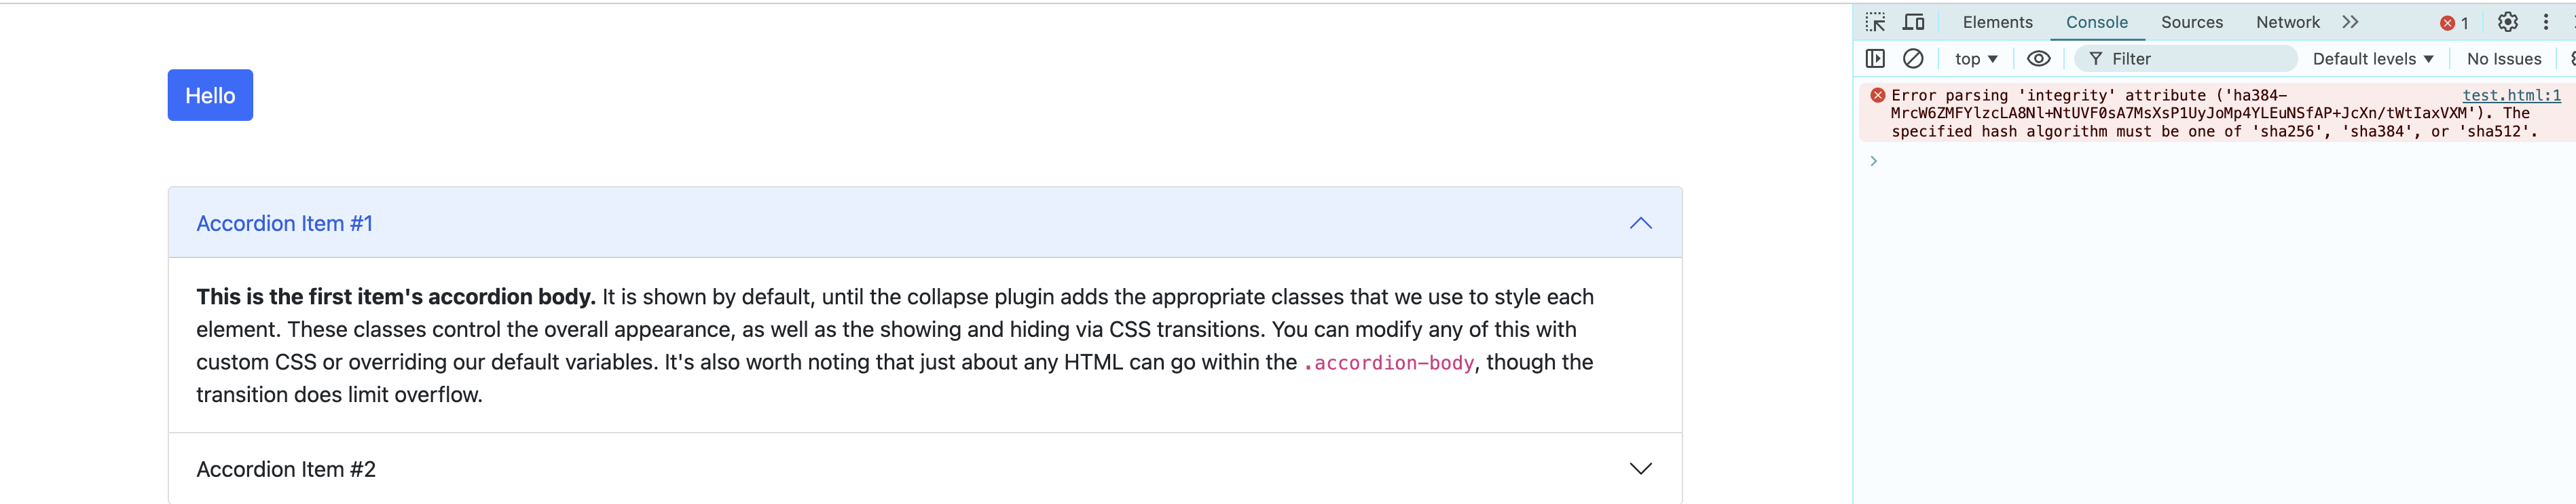 Hello
Accordion Item #1
This is the first item's accordion body. It is shown by default, until the collapse plugin adds the appropriate classes that we use to style each
element. These classes control the overall appearance, as well as the showing and hiding via CSS transitions. You can modify any of this with
custom CSS or overriding our default variables. It's also worth noting that just about any HTML can go within the .accordion-body, though the
transition does limit overflow.
Accordion Item #2
Elements Console Sources Network 1
top Filter Default levels No Issues
Error parsing 'integrity' attribute ('ha384- test.html:1
MrcW6ZMFYlzcLA8Nl+NtUVF0sA7MsXsP1UyJoMp4YLEuNSfAP+JcXn/tWtIaxVXM'). The
specified hash algorithm must be one of 'sha256', 'sha384', or 'sha512'.